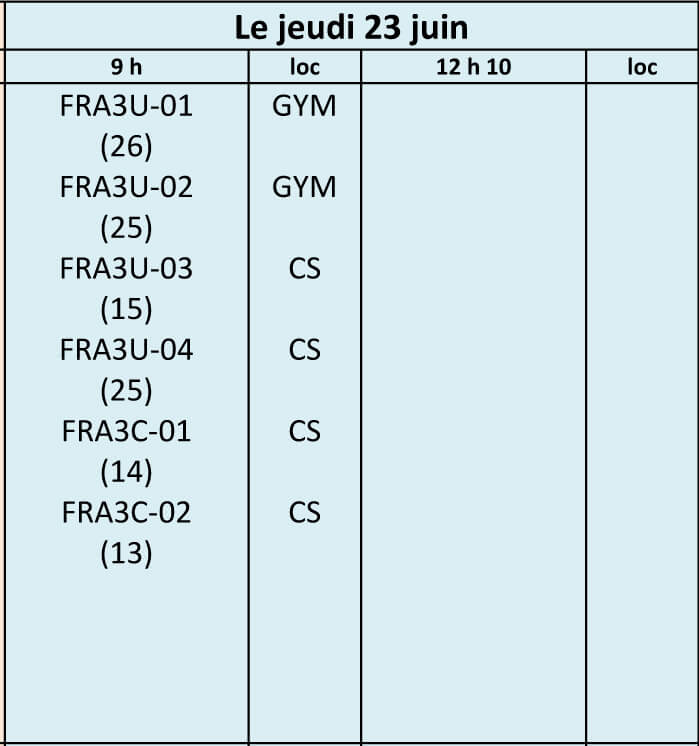 Le jeudi 23 juin
9 h loc 12 h 10 loc
FRA3U-01 GYM
(26)
FRA3U-02 GYM
(25)
FRA3U-03 CS
(15)
FRA3U-04 CS
(25)
FRA3C-01 CS
(14)
FRA3C-02 CS
(13)